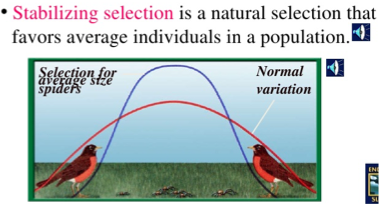 • Stabilizing selection is a natural selection that
favors average individuals in a population.
Selection for
average size
spiders
Normal
variation